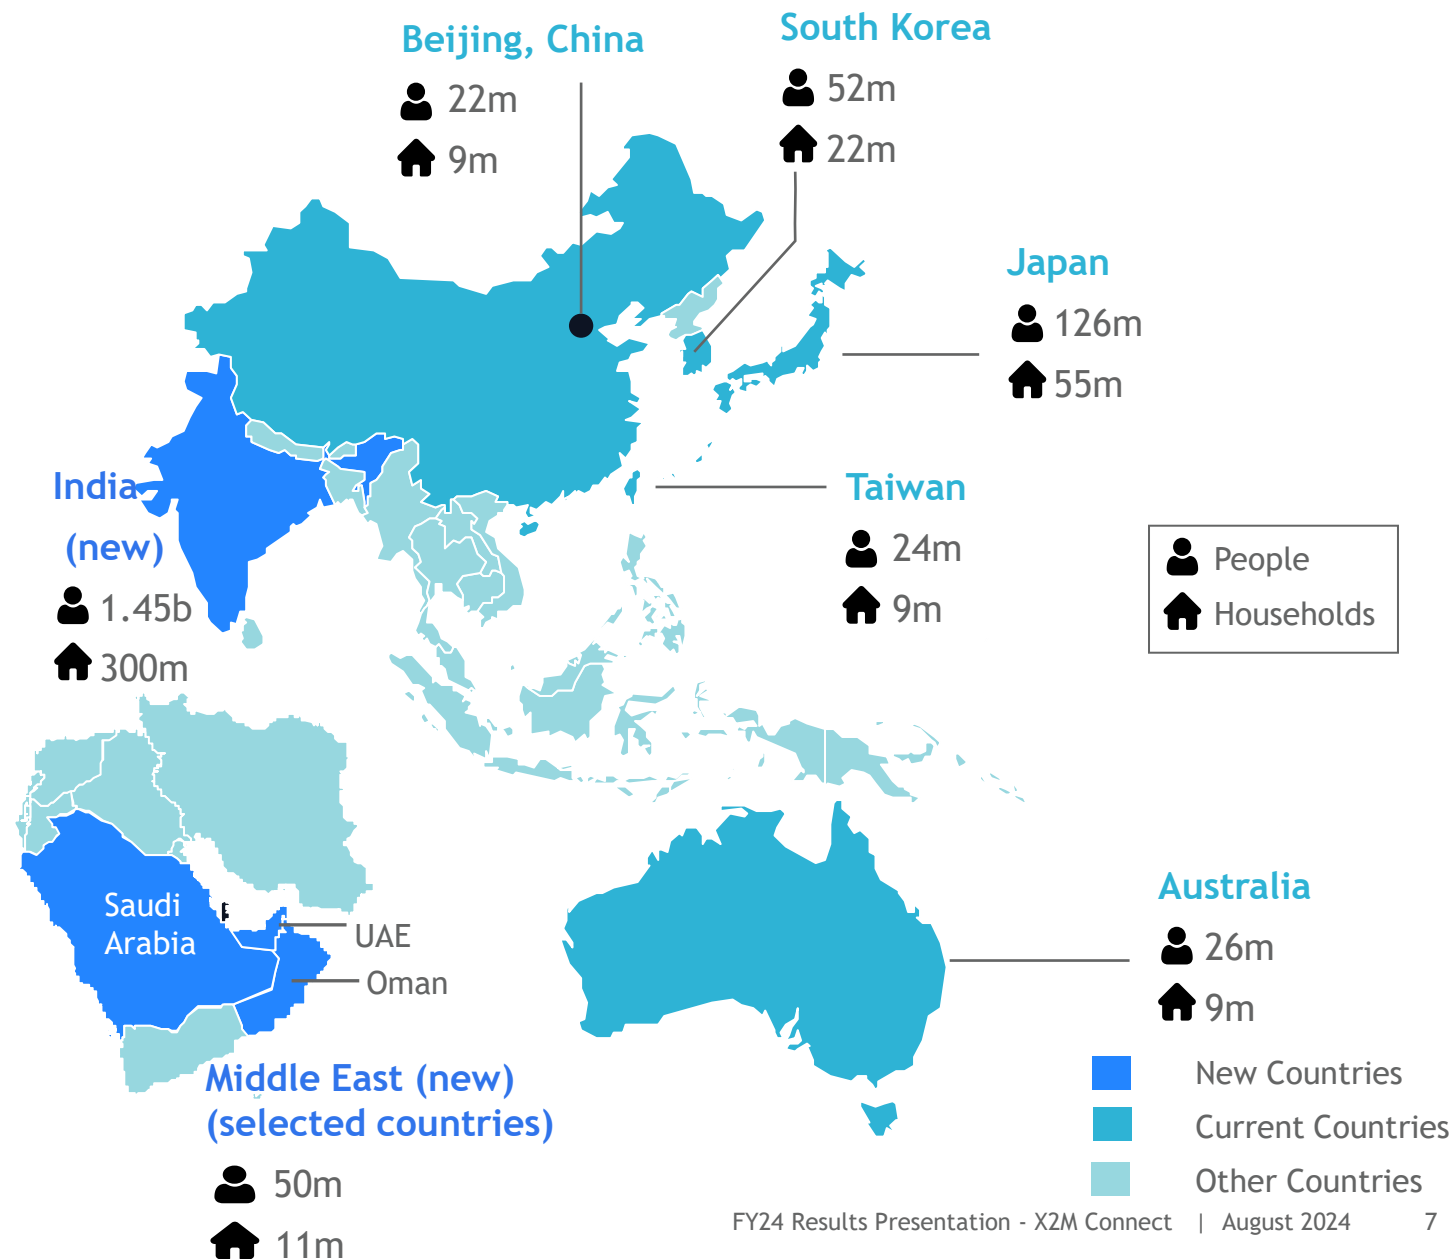 Beijing, China
22m
9m
South Korea
52m
22m
Japan
126m
55m
India
(new)
1.45b
300m
Taiwan
24m
9m
People
Households
Saudi
Arabia
UAE
Oman
Middle East (new)
(selected countries)
50m
11m
Australia
26m
9m
New Countries
Current Countries
Other Countries
FY24 Results Presentation - X2M Connect | August 2024 7